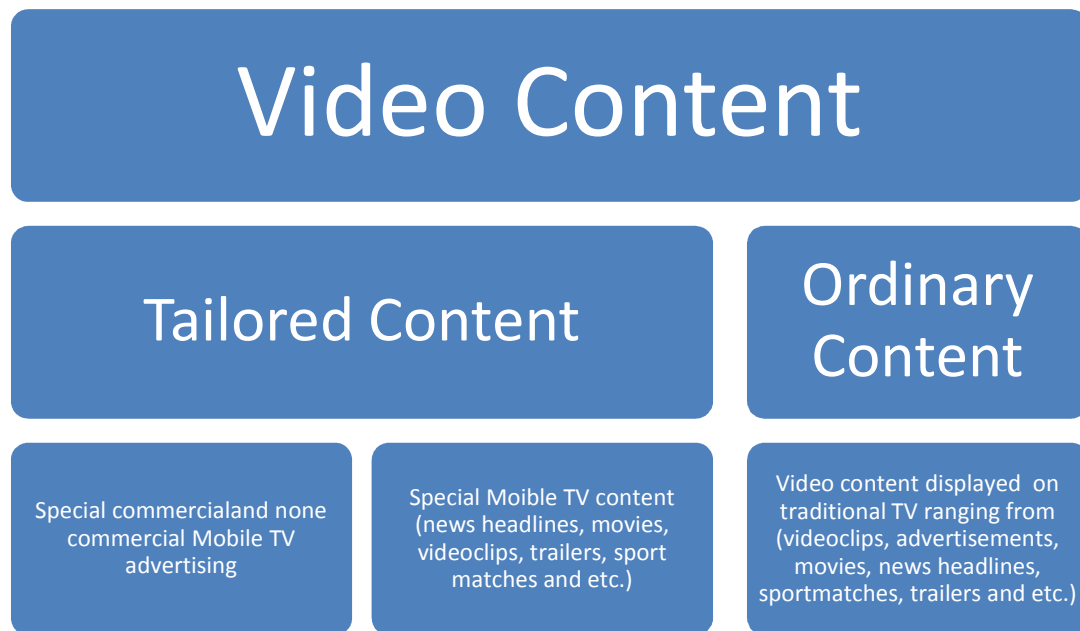 Video Content
Tailored Content
Ordinary
Content
Special commercialand none
commercial Mobile TV
advertising
Special Moible TV content
(news headlines, movies,
videoclips, trailers, sport
matches and etc.)
Video content displayed  on
traditional TV ranging from
(videoclips, advertisements,
movies, news headlines,
sportmatches, trailers and etc.)